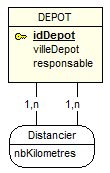 DEPOT
idDepot
villeDepot
responsable
1,n 1,n
Distancier
nbKilometres